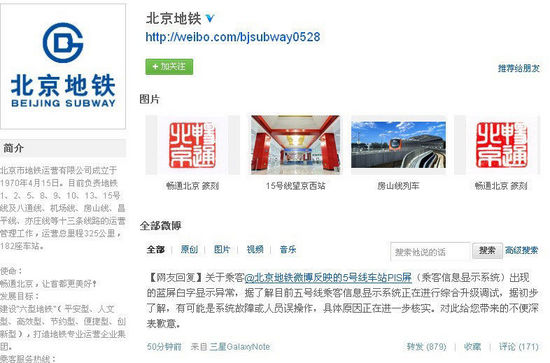 北京地铁
BEIJING SUBWAY
简介
北京市地铁运营有限公司成立于
1970年4月15日。目前负责地铁
1、2、5、8、9、10、13、15号
线及八通线、机场线、房山线、昌
平线、亦庄线等十三条线路的运营
管理工作，运营总里程325公里，
182座车站。
使命：
畅通北京，让首都更美好！
发展目标：
建设“六型地铁”（平安型、人文
型、高效型、节约型、便捷型、创
新型），打造地铁专业运营企业集
团。
乘客服务热线：
北京地铁
http://weibo.com/bjsubway0528
+加关注
推荐给朋友
图片
畅通北京
畅通北京 篆刻
15号线望京西站
房山线列车
畅通北京
畅通北京 篆刻
全部微博
全部 | 原创 | 图片 | 视频 | 音乐
搜索他说的话 搜索 高级搜索
【网友回复】关于乘客@北京地铁微博反映的5号线车站PIS屏（乘客信息显示系统）出现
的蓝屏白字显示异常，据了解目前五号线乘客信息显示系统正在进行综合升级调试，据初步
了解，有可能是系统故障或人员误操作，具体原因正在进一步核实。对此给您带来的不便深
表歉意。
50分钟前 来自三星GalaxyNote
转发 (879) | 收藏 | 评论 (171)